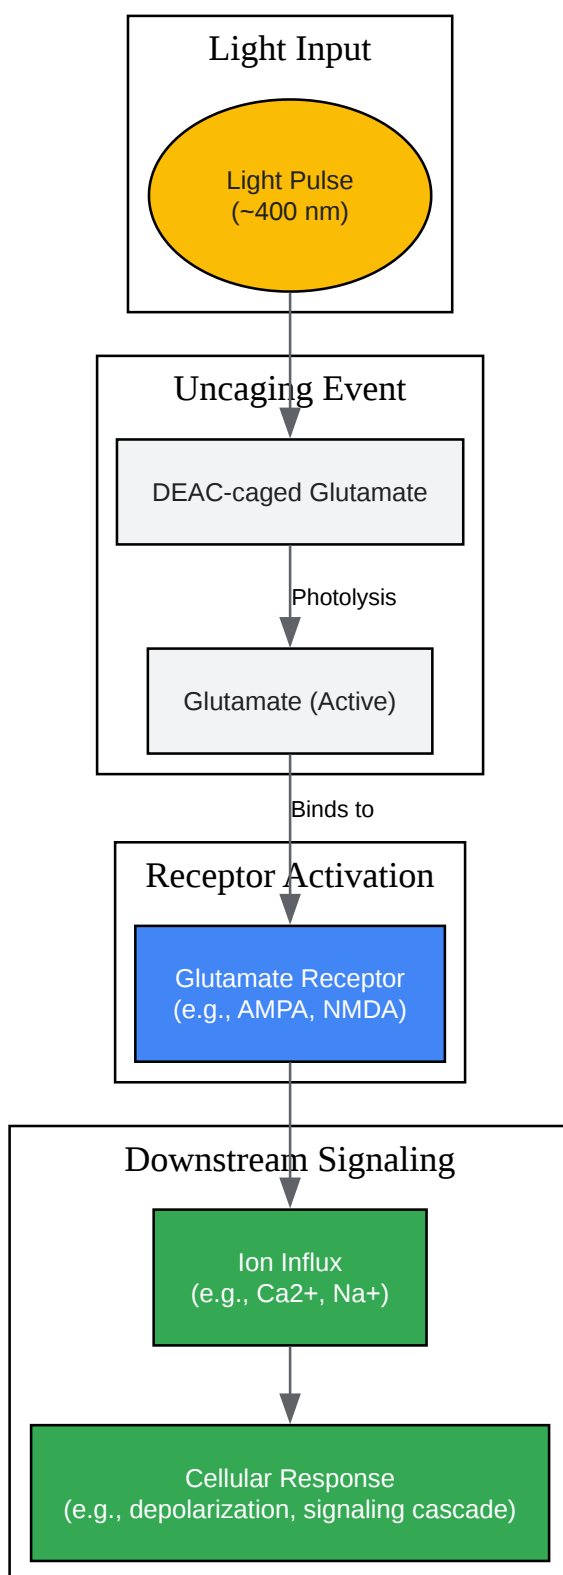 Light Input
Light Pulse
(~400 nm)
Uncaging Event
DEAC-caged Glutamate
Photolysis
Glutamate (Active)
Binds to
Receptor Activation
Glutamate Receptor
(e.g., AMPA, NMDA)
Downstream Signaling
Ion Influx
(e.g., Ca2+, Na+)
Cellular Response
(e.g., depolarization, signaling cascade)